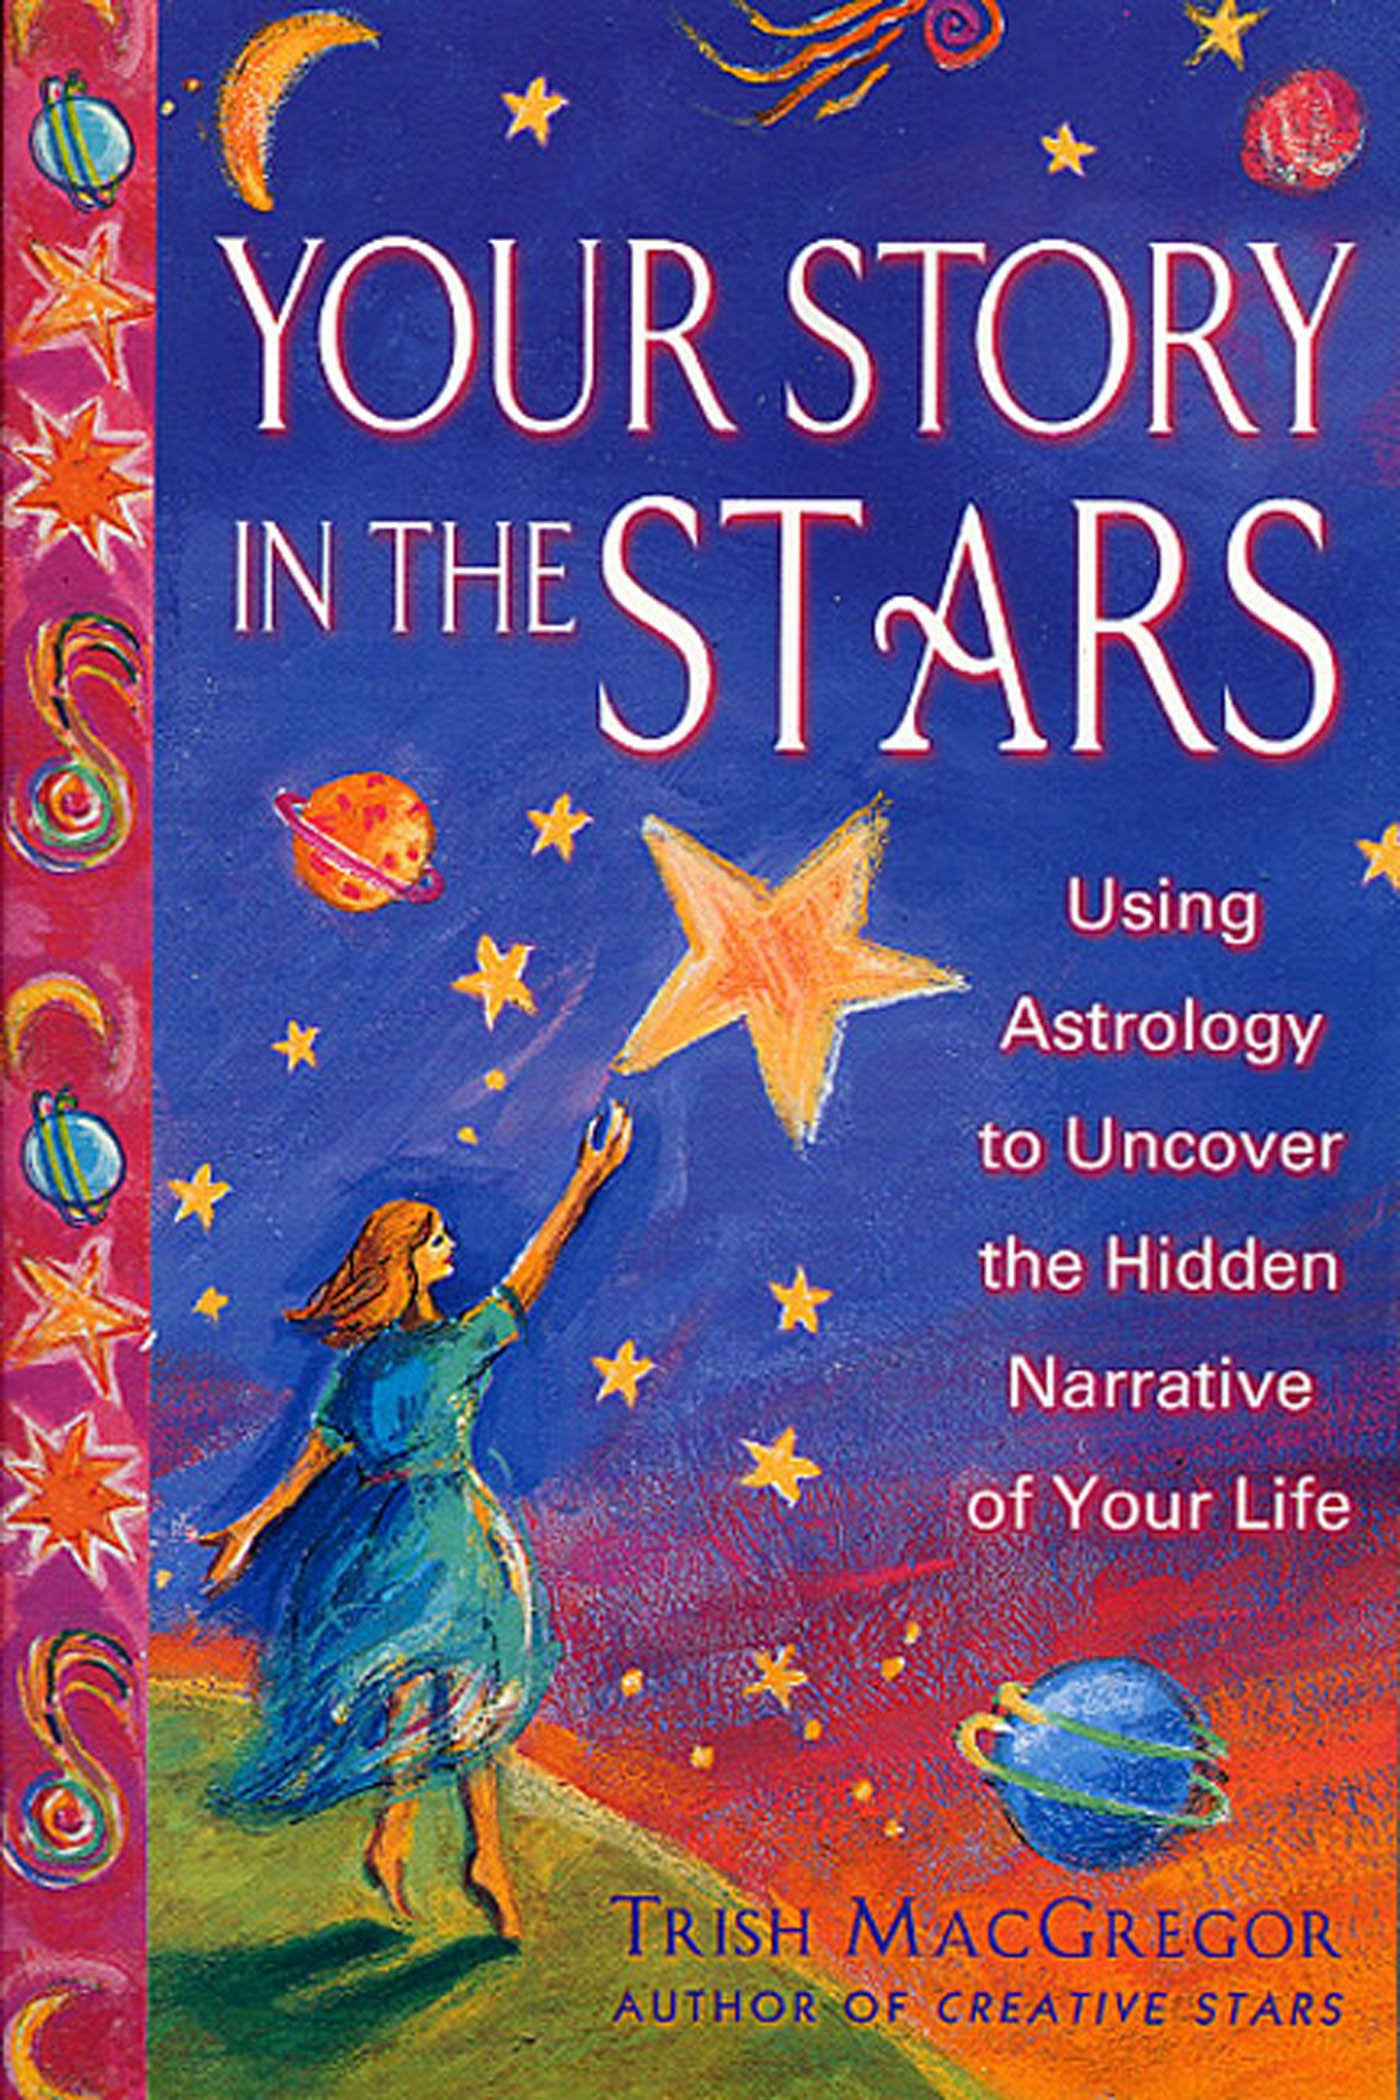 YOUR STORY
IN THE STARS
Using
Astrology
to Uncover
the Hidden
Narrative
of Your Life
TRISH MACGREGOR
AUTHOR OF CREATIVE STARS